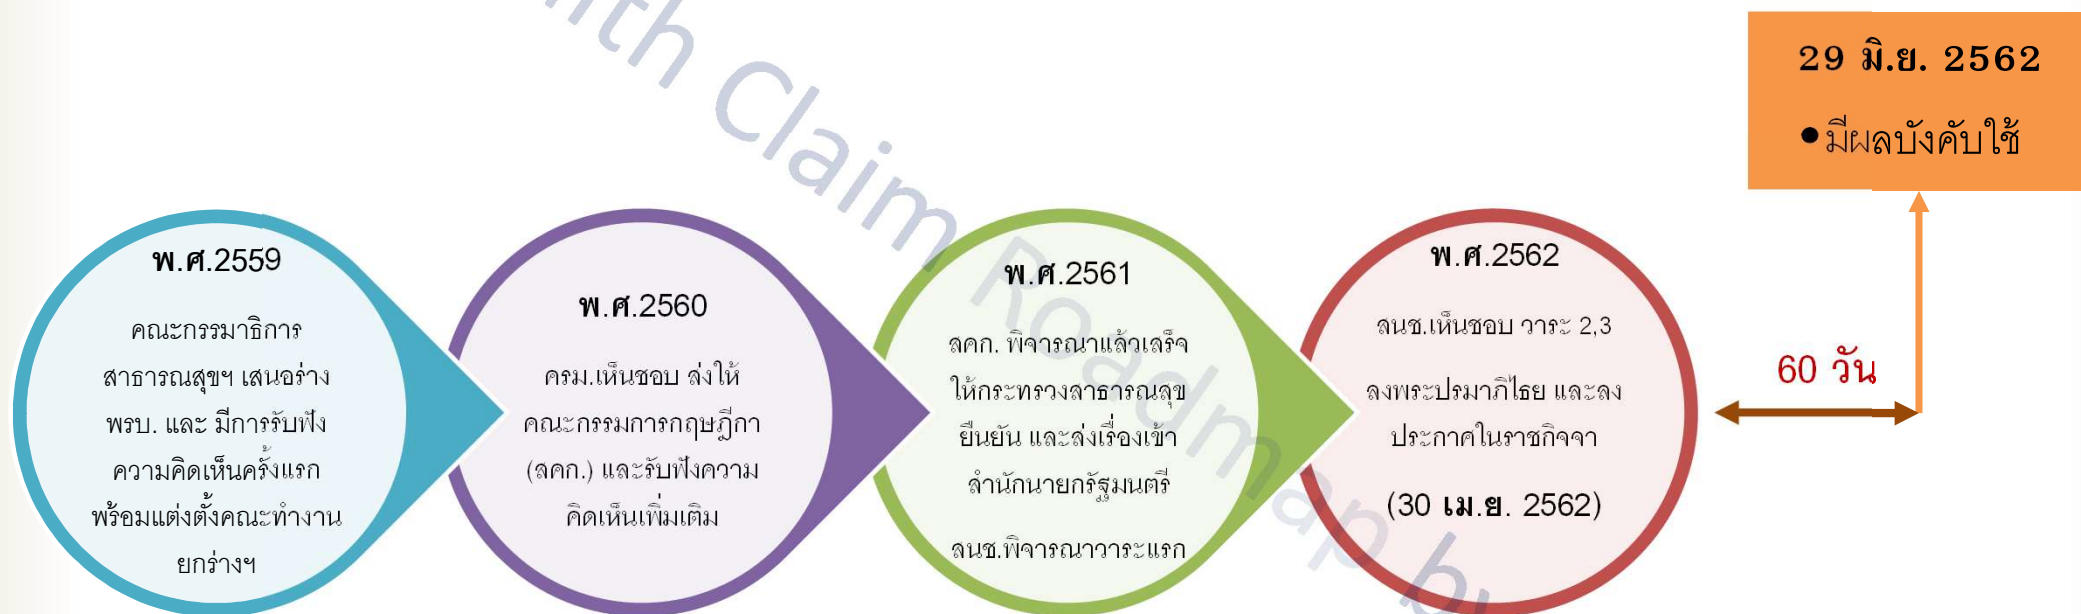 29 มิ.ย. 2562
•มีผลบังคับใช้
พ.ศ.2559
คณะกรรมาธิการ
สาธารณสุขฯ เสนอร่าง
พรบ. และ มีการรับฟัง
ความคิดเห็นครั้งแรก
พร้อมแต่งตั้งคณะทำงาน
ยกร่างฯ
พ.ศ.2560
ครม.เห็นชอบ ส่งให้
คณะกรรมการกฤษฎีกา
(สคก.) และรับฟังความ
คิดเห็นเพิ่มเติม
พ.ศ.2561
สคก. พิจารณาแล้วเสร็จ
ให้กระทรวงสาธารณสุข
ยืนยัน และส่งเรื่องเข้า
สำนักนายกรัฐมนตรี
สนช.พิจารณาวาระแรก
พ.ศ.2562
สนช.เห็นชอบ วาระ 2,3
ลงพระปรมาภิไธย และลง
ประกาศในราชกิจจา
(30 เม.ย. 2562)
60 วัน
Claim Roadmap